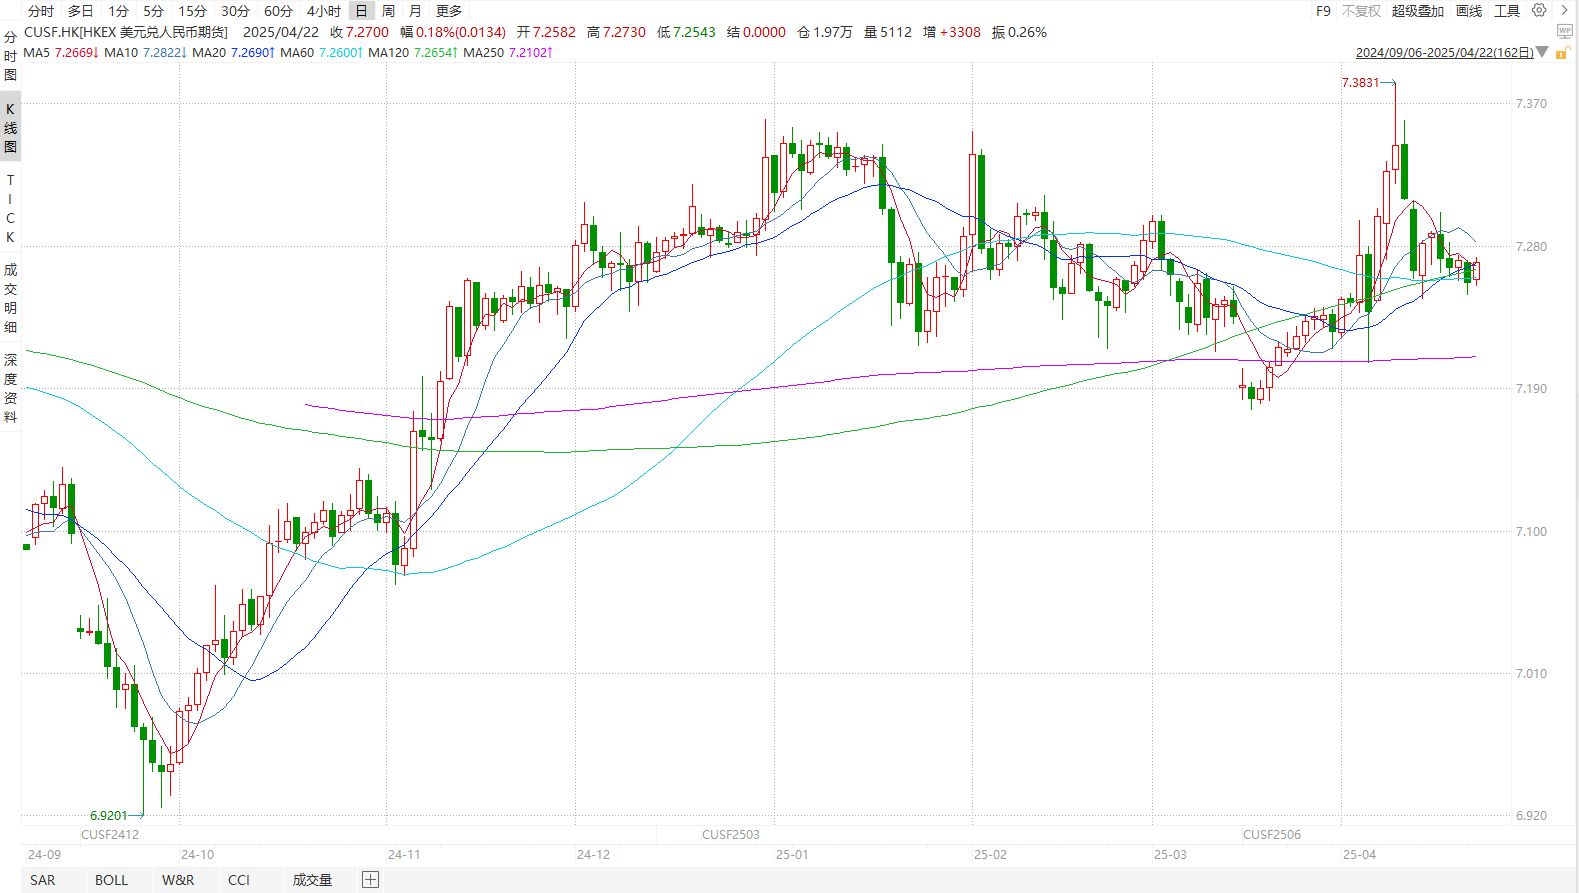 分时 多日 1分 5分 15分 30分 60分 4小时 日 周 月 更多 F9 不复权 超级叠加 画线 工具
CUSF.HK[HKEX 美元兑人民币期货] 2025/04/22 收7.2700 幅0.18%(0.0134) 开7.2582 高7.2730 低7.2543 结0.0000 仓1.97万 量5112 增+3308 振0.26% WP
MA5 7.2669↓ MA10 7.2822↓ MA20 7.2690↑ MA60 7.2600↑ MA120 7.2654↑ MA250 7.2102↑ 2024/09/06-2025/04/22(162日)
分时图
K线图
TICK
成交明细
深度资料
7.3831
7.370
7.280
7.190
7.100
7.010
6.920
6.9201
CUSF2412 CUSF2503 CUSF2506
24-09 24-10 24-11 24-12 25-01 25-02 25-03 25-04
SAR BOLL W&R CCI 成交量